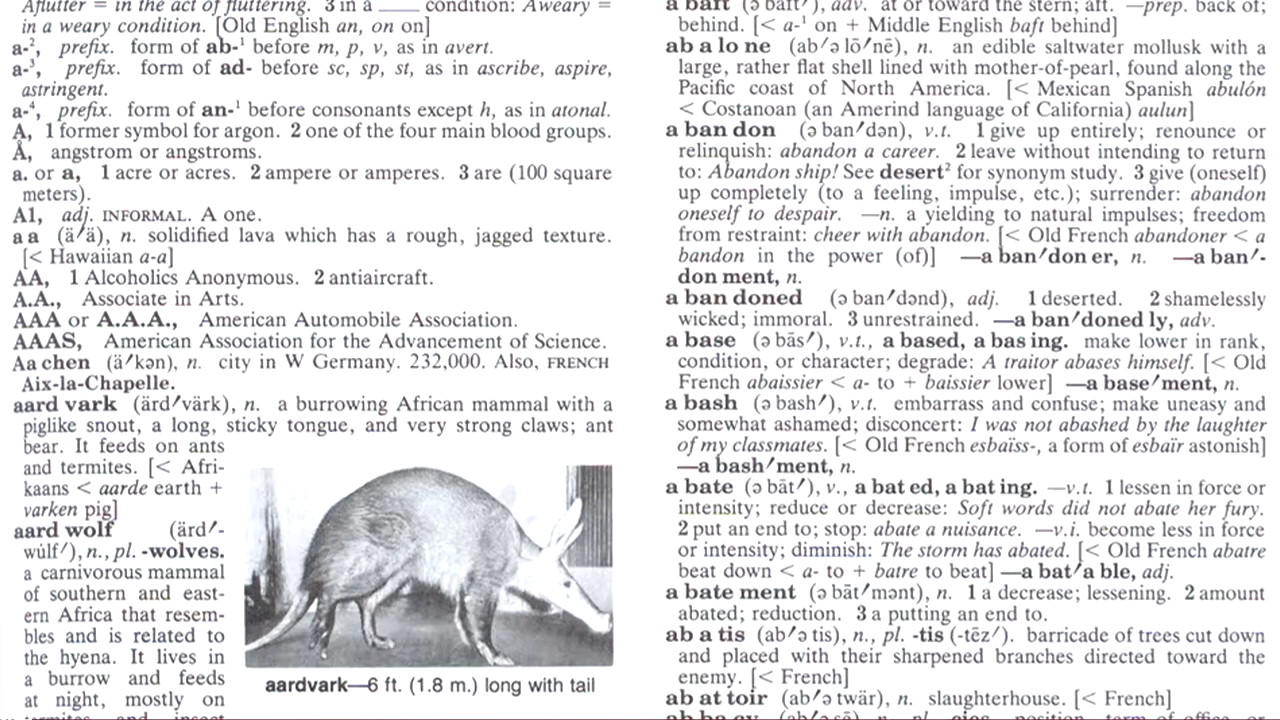 Aflutter = in the act of fluttering. 3 in a ____ condition: Aweary =
in a weary condition. [Old English an, on on]
a-², prefix. form of ab-¹ before m, p, v, as in avert.
a-³, prefix. form of ad- before sc, sp, st, as in ascribe, aspire,
astringent.
a-⁴, prefix. form of an-¹ before consonants except h, as in atonal.
A, 1 former symbol for argon. 2 one of the four main blood groups.
Å, angstrom or angstroms.
a. or a, 1 acre or acres. 2 ampere or amperes. 3 are (100 square
meters).
A1, adj. INFORMAL. A one.
a a (ä′ä), n. solidified lava which has a rough, jagged texture.
[< Hawaiian a-a]
AA, 1 Alcoholics Anonymous. 2 antiaircraft.
A.A., Associate in Arts.
AAA or A.A.A., American Automobile Association.
AAAS, American Association for the Advancement of Science.
Aa chen (ä′kən), n. city in W Germany. 232,000. Also, FRENCH
Aix-la-Chapelle.
aard vark (ärd′värk), n. a burrowing African mammal with a
piglike snout, a long, sticky tongue, and very strong claws; ant
bear. It feeds on ants
and termites. [< Afri-
kaans < aarde earth +
varken pig]
aard wolf (ärd′-
wu̇lf′), n., pl. -wolves.
a carnivorous mammal
of southern and east-
ern Africa that resem-
bles and is related to
the hyena. It lives in
a burrow and feeds
at night, mostly on
termites and insect
aardvark—6 ft. (1.8 m.) long with tail
a baft (ə baft′), adv. at or toward the stern; aft. —prep. back of;
behind. [< a-¹ on + Middle English baft behind]
ab a lo ne (ab′ə lō′nē), n. an edible saltwater mollusk with a
large, rather flat shell lined with mother-of-pearl, found along the
Pacific coast of North America. [< Mexican Spanish abulón
< Costanoan (an Amerind language of California) aulun]
a ban don (ə ban′dən), v.t. 1 give up entirely; renounce or
relinquish: abandon a career. 2 leave without intending to return
to: Abandon ship! See desert² for synonym study. 3 give (oneself)
up completely (to a feeling, impulse, etc.); surrender: abandon
oneself to despair. —n. a yielding to natural impulses; freedom
from restraint: cheer with abandon. [< Old French abandoner < a
bandon in the power (of)] —a ban′don er, n. —a ban′-
don ment, n.
a ban doned (ə ban′dənd), adj. 1 deserted. 2 shamelessly
wicked; immoral. 3 unrestrained. —a ban′doned ly, adv.
a base (ə bās′), v.t., a based, a bas ing. make lower in rank,
condition, or character; degrade: A traitor abases himself. [< Old
French abaissier < a- to + baissier lower] —a base′ment, n.
a bash (ə bash′), v.t. embarrass and confuse; make uneasy and
somewhat ashamed; disconcert: I was not abashed by the laughter
of my classmates. [< Old French esbaïss-, a form of esbaïr astonish]
—a bash′ment, n.
a bate (ə bāt′), v., a bat ed, a bat ing. —v.t. 1 lessen in force or
intensity; reduce or decrease: Soft words did not abate her fury.
2 put an end to; stop: abate a nuisance. —v.i. become less in force
or intensity; diminish: The storm has abated. [< Old French abatre
beat down < a- to + batre to beat] —a bat′a ble, adj.
a bate ment (ə bāt′mənt), n. 1 a decrease; lessening. 2 amount
abated; reduction. 3 a putting an end to.
ab a tis (ab′ə tis), n., pl. -tis (-tēz′). barricade of trees cut down
and placed with their sharpened branches directed toward the
enemy. [< French]
ab at toir (ab′ə twär), n. slaughterhouse. [< French]